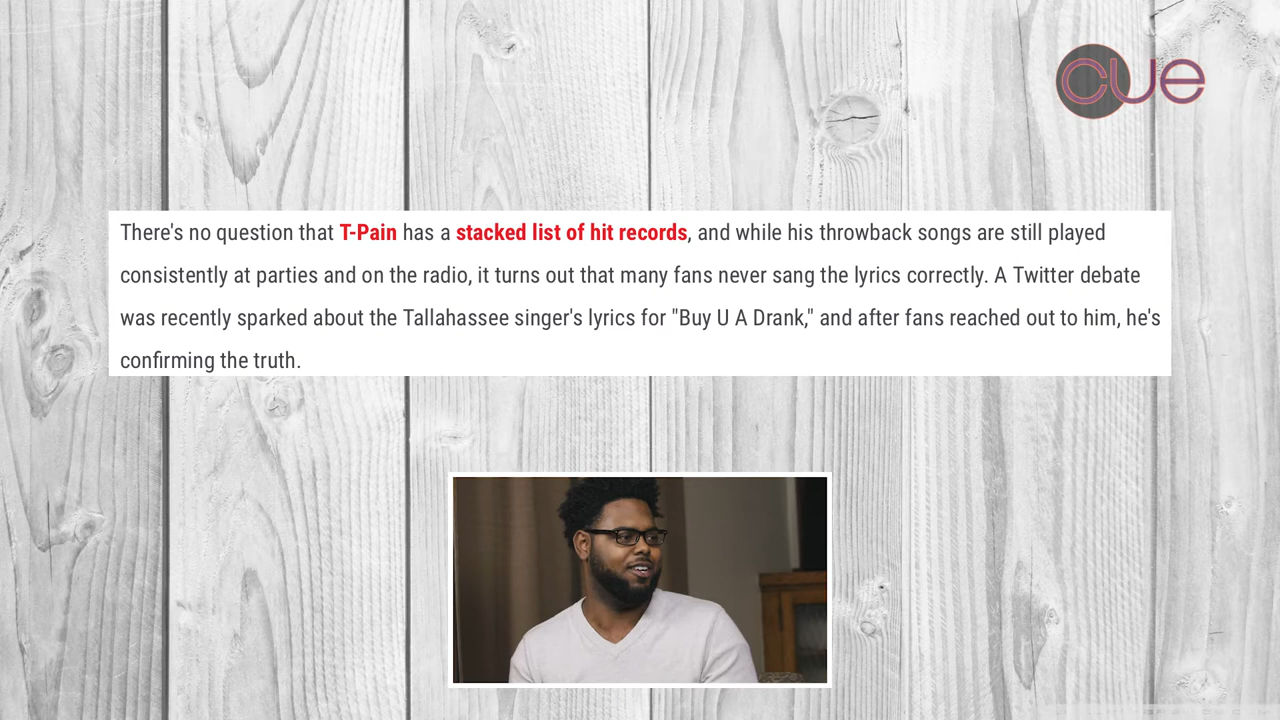 cue
There's no question that T-Pain has a stacked list of hit records, and while his throwback songs are still played
consistently at parties and on the radio, it turns out that many fans never sang the lyrics correctly. A Twitter debate
was recently sparked about the Tallahassee singer's lyrics for "Buy U A Drank," and after fans reached out to him, he's
confirming the truth.